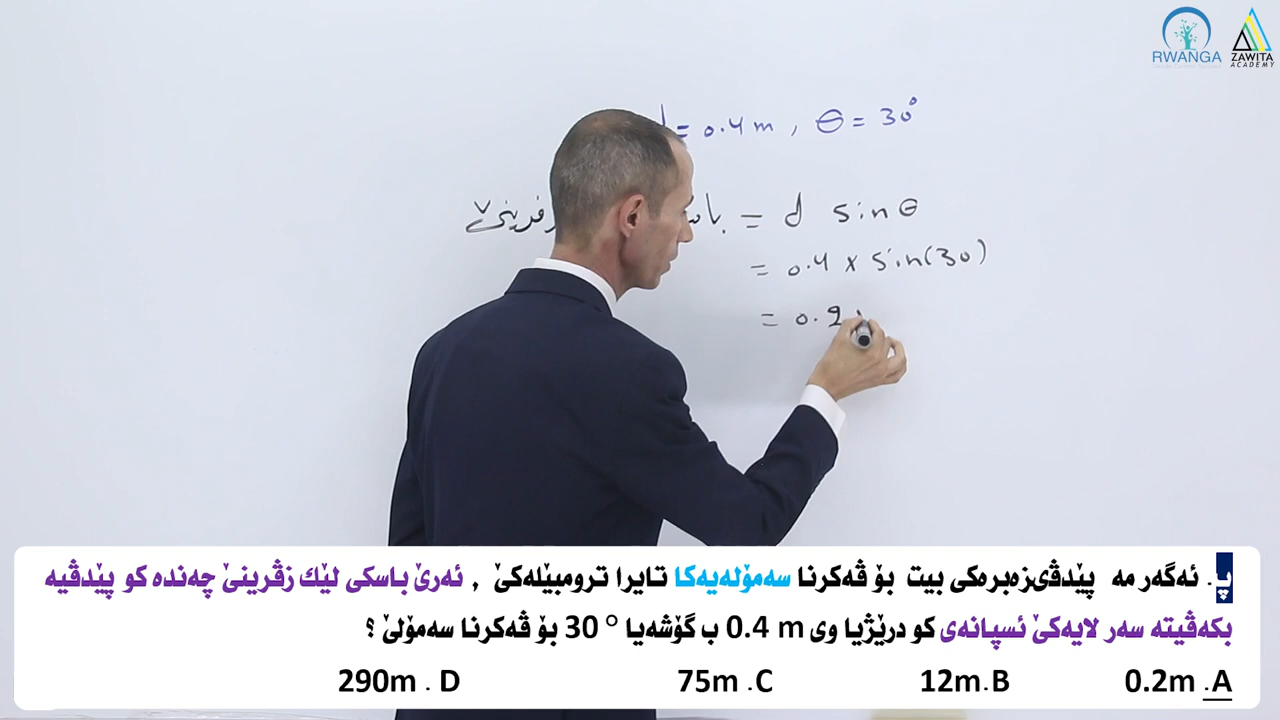 RWANGA
ZAWITA
ACADEMY
= 0.4 m , θ = 30°
= d sin θ
= 0.4 × sin(30)
= 0.2
پ. ئەگەر مە پێدڤی زەبرەکی بیت بۆ ڤەکرنا سەمۆلەیەکا تایرا ترومبێلەکێ , ئەرێ باسکی لێك زڤرینێ چەندە کو پێدڤیە
بکەڤیتە سەر لایەکێ ئسپانەی کو درێژیا وی 0.4 m ب گۆشەیا 30 ° بۆ ڤەکرنا سەمۆلێ ؟
A. 0.2m B. 12m C. 75m D. 290m